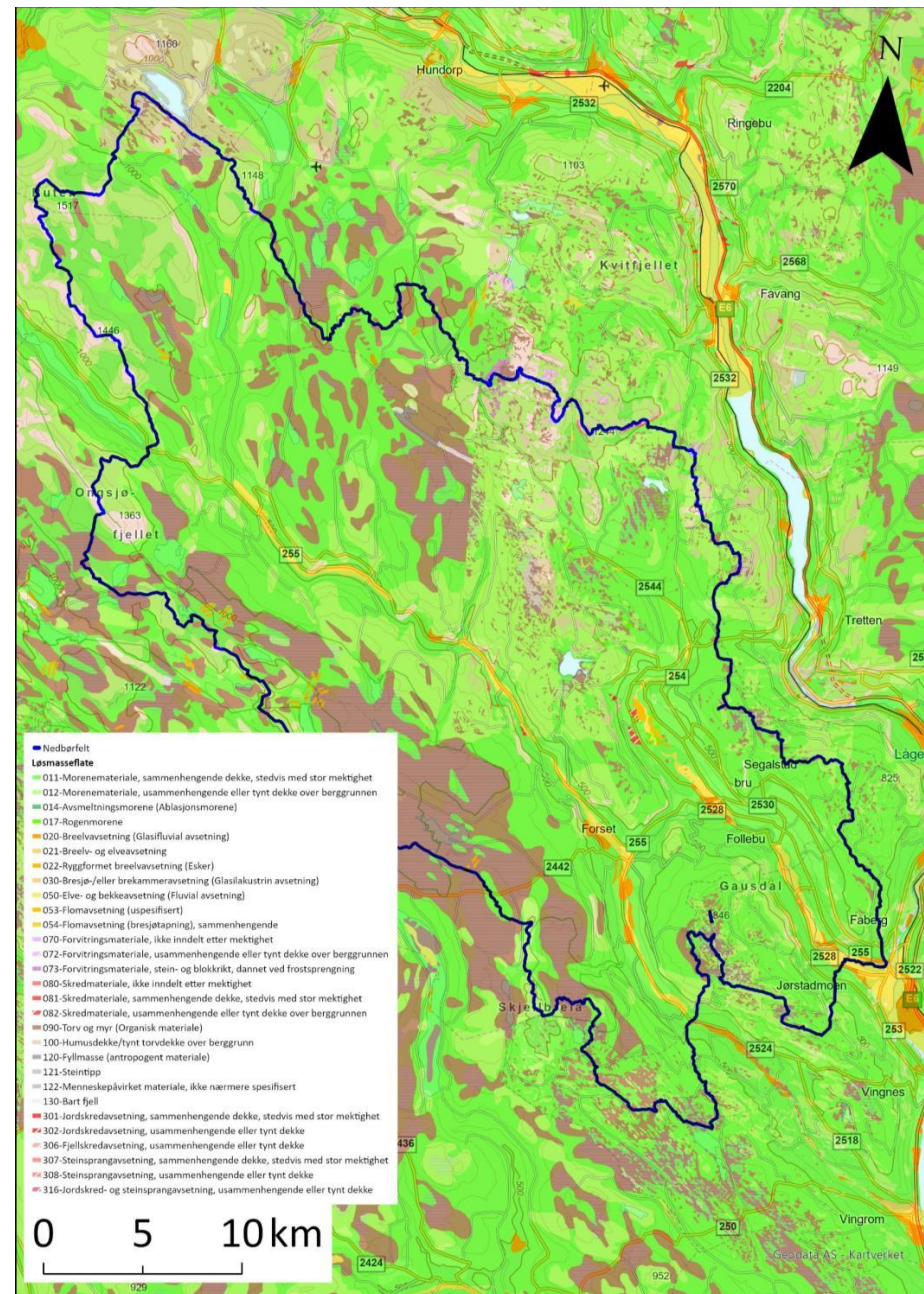 1160
1000
Hundorp
N
2532
2204
Ringebu
1000
1148
1103
2570
1517
Kvitfjellet
2568
Favang
E6
1446
1000
2532
1149
Ongsjø-
1363
fjellet
255
2544
Tretten
1122
254
500
Låge
Segalstad
bru
825
2530
2528
Forset
255
Follebu
2442
Gausdal
846
Fåberg
255
2528
2522
Jørstadmoen
E6
253
2524
Vingnes
2518
Vingrom
250
500
Geodata AS - Kartverket
952
2424
929
Nedbørfelt
Løsmasseflate
011-Morenemateriale, sammenhengende dekke, stedvis med stor mektighet
012-Morenemateriale, usammenhengende eller tynt dekke over berggrunnen
014-Avsmeltningsmorene (Ablasjonsmorene)
017-Rogenmorene
020-Breelvavsetning (Glasifluvial avsetning)
021-Breelv- og elveavsetning
022-Ryggformet breelvavsetning (Esker)
030-Bresjø-/eller brekammeravsetning (Glasilakustrin avsetning)
050-Elve- og bekkeavsetning (Fluvial avsetning)
053-Flomavsetning (uspesifisert)
054-Flomavsetning (bresjøtapning), sammenhengende
070-Forvitringsmateriale, ikke inndelt etter mektighet
072-Forvitringsmateriale, usammenhengende eller tynt dekke over berggrunnen
073-Forvitringsmateriale, stein- og blokkrikt, dannet ved frostsprengning
080-Skredmateriale, ikke inndelt etter mektighet
081-Skredmateriale, sammenhengende dekke, stedvis med stor mektighet
082-Skredmateriale, usammenhengende eller tynt dekke over berggrunnen
090-Torv og myr (Organisk materiale)
100-Humusdekke/tynt torvdekke over berggrunn
120-Fyllmasse (antropogent materiale)
121-Steintipp
122-Menneskepåvirket materiale, ikke nærmere spesifisert
130-Bart fjell
301-Jordskredavsetning, sammenhengende dekke, stedvis med stor mektighet
302-Jordskredavsetning, usammenhengende eller tynt dekke
306-Fjellskredavsetning, usammenhengende eller tynt dekke
307-Steinsprangavsetning, sammenhengende dekke, stedvis med stor mektighet
308-Steinsprangavsetning, usammenhengende eller tynt dekke
316-Jordskred- og steinsprangavsetning, usammenhengende eller tynt dekke
0 5 10 km